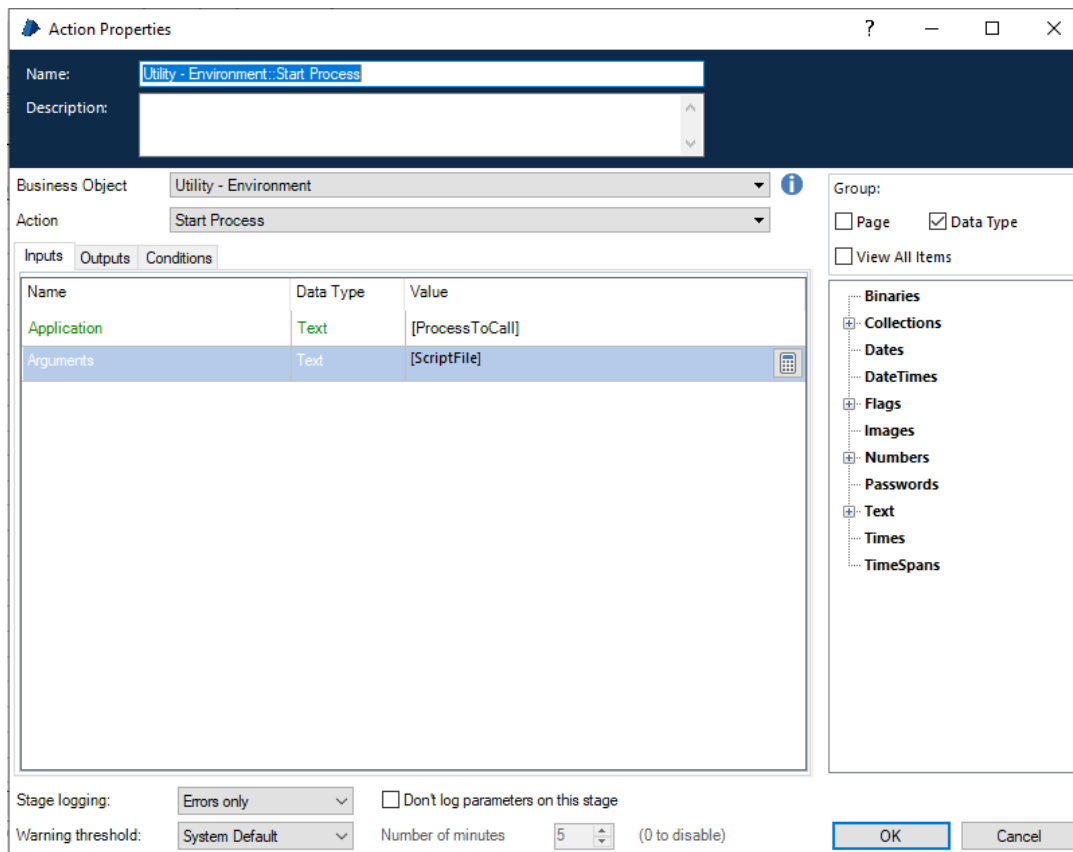 Action Properties
Name: Utility - Environment::Start Process
Description:
Business Object Utility - Environment
Action Start Process
Inputs Outputs Conditions
Name Data Type Value
Application Text [ProcessToCall]
Arguments Text [ScriptFile]
Group:
Page Data Type
View All Items
Binaries
Collections
Dates
DateTimes
Flags
Images
Numbers
Passwords
Text
Times
TimeSpans
Stage logging: Errors only Don't log parameters on this stage
Warning threshold: System Default Number of minutes 5 (0 to disable)
OK Cancel